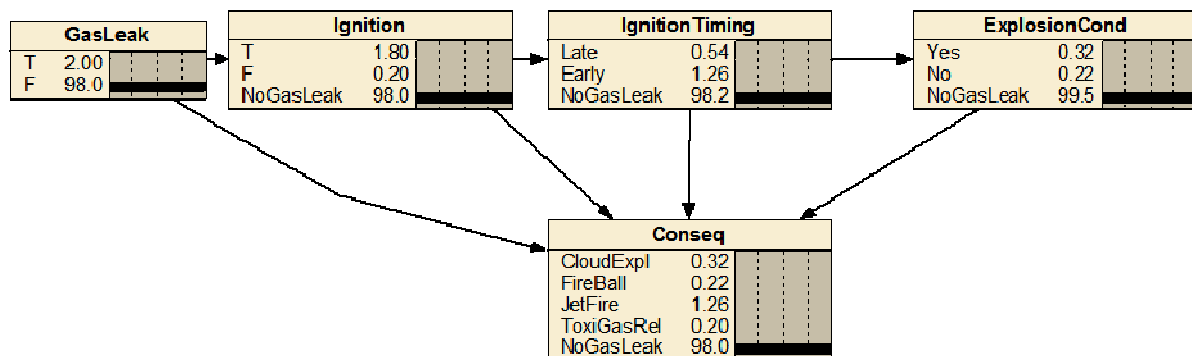 GasLeak
T 2.00
F 98.0
Ignition
T 1.80
F 0.20
NoGasLeak 98.0
IgnitionTiming
Late 0.54
Early 1.26
NoGasLeak 98.2
ExplosionCond
Yes 0.32
No 0.22
NoGasLeak 99.5
Conseq
CloudExpl 0.32
FireBall 0.22
JetFire 1.26
ToxiGasRel 0.20
NoGasLeak 98.0